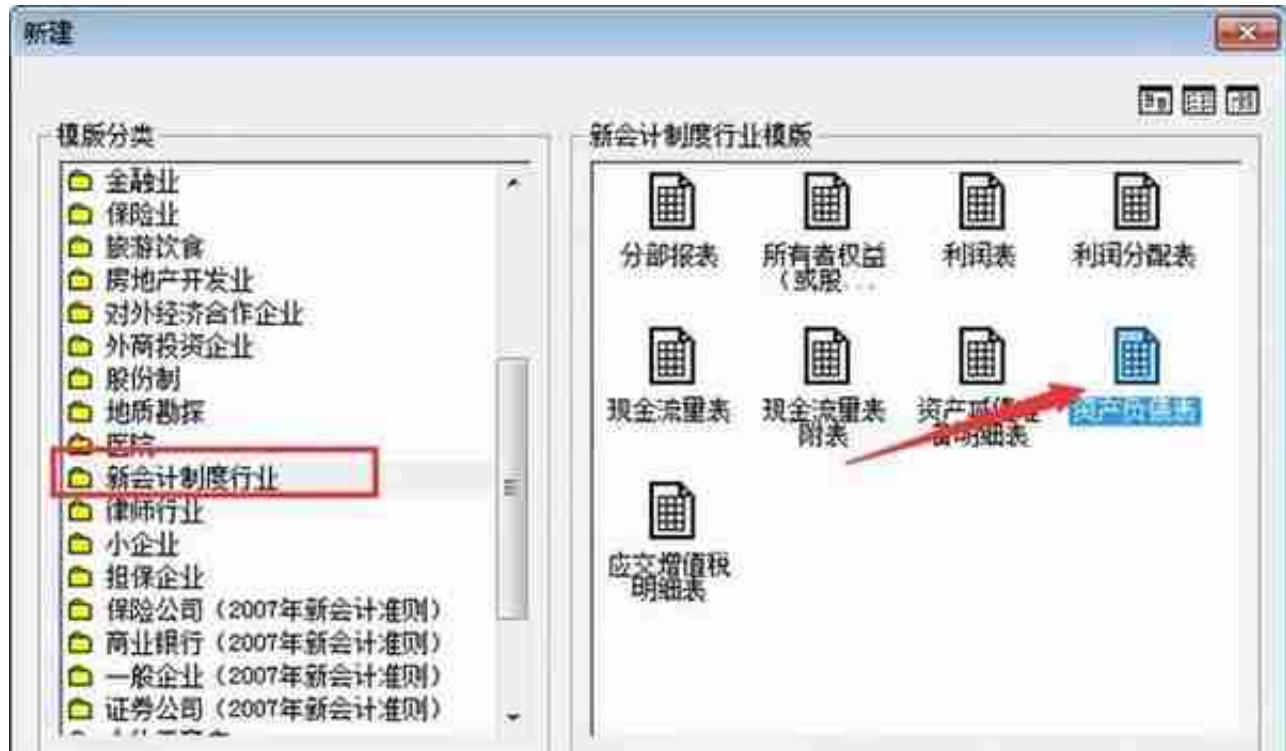 新建
模版分类
金融业
保险业
旅游饮食
房地产开发业
对外经济合作企业
外商投资企业
股份制
地质勘探
医院
新会计制度行业
律师行业
小企业
担保企业
保险公司（2007年新会计准则）
商业银行（2007年新会计准则）
一般企业（2007年新会计准则）
证券公司（2007年新会计准则）
新会计制度行业模版
分部报表
所有者权益
（或股...
利润表
利润分配表
现金流量表
现金流量表
附表
资产减值准
备明细表
资产负债表
应交增值税
明细表